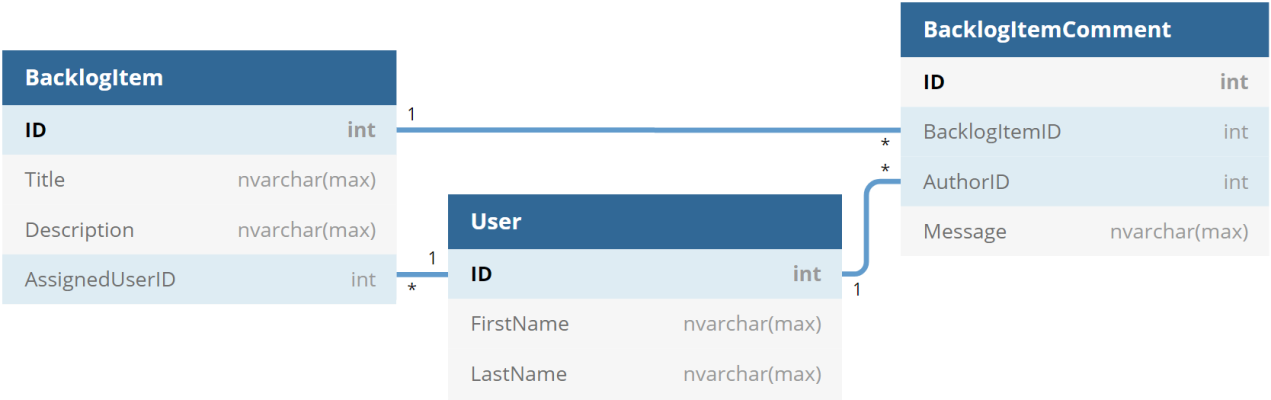 BacklogItem
ID int
Title nvarchar(max)
Description nvarchar(max)
AssignedUserID int
1
*
1
User
ID int
FirstName nvarchar(max)
LastName nvarchar(max)
1
*
*
BacklogItemComment
ID int
BacklogItemID int
AuthorID int
Message nvarchar(max)